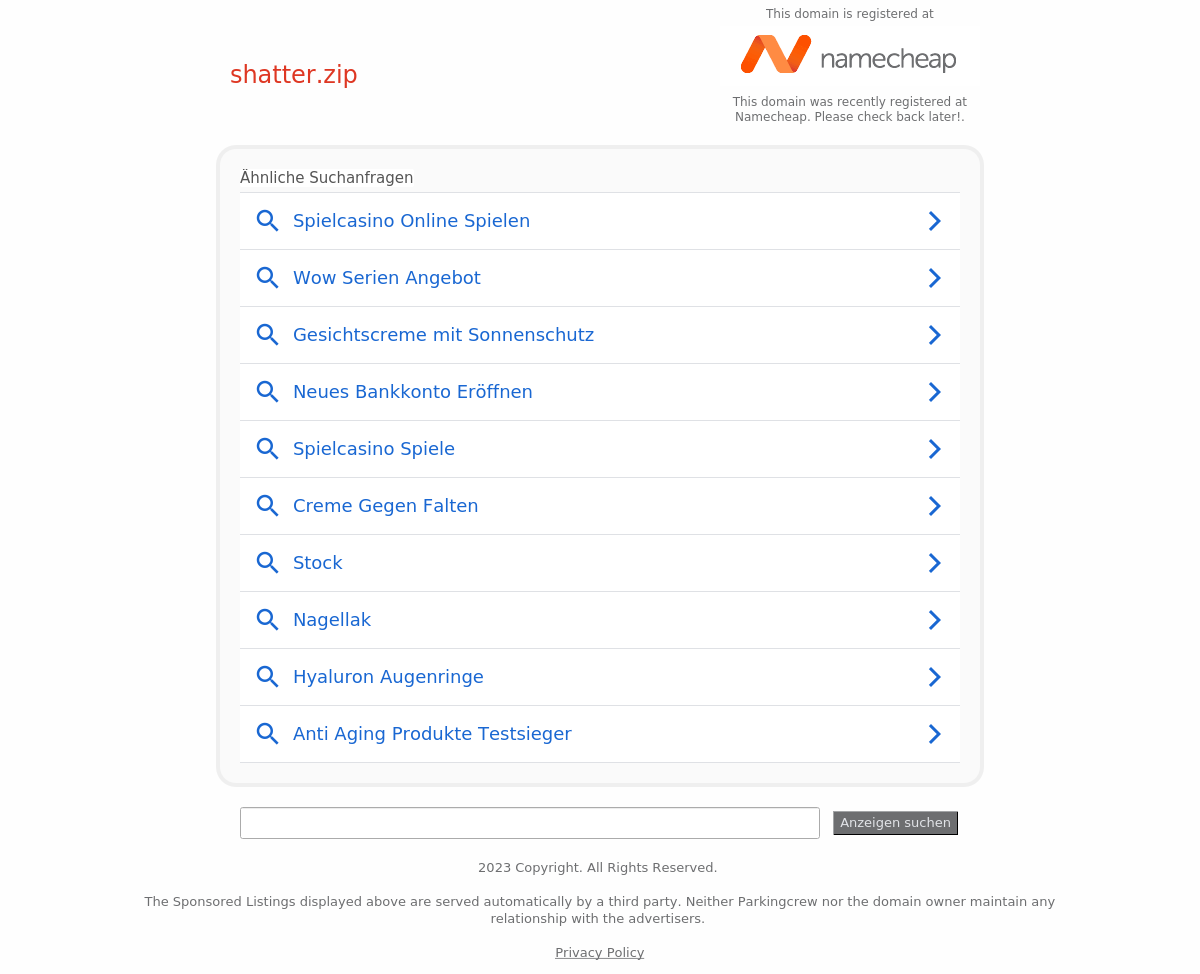 This domain is registered at
namecheap
shatter.zip
This domain was recently registered at
Namecheap. Please check back later!.
Ähnliche Suchanfragen
Spielcasino Online Spielen
Wow Serien Angebot
Gesichtscreme mit Sonnenschutz
Neues Bankkonto Eröffnen
Spielcasino Spiele
Creme Gegen Falten
Stock
Nagellak
Hyaluron Augenringe
Anti Aging Produkte Testsieger
Anzeigen suchen
2023 Copyright. All Rights Reserved.
The Sponsored Listings displayed above are served automatically by a third party. Neither Parkingcrew nor the domain owner maintain any
relationship with the advertisers.
Privacy Policy